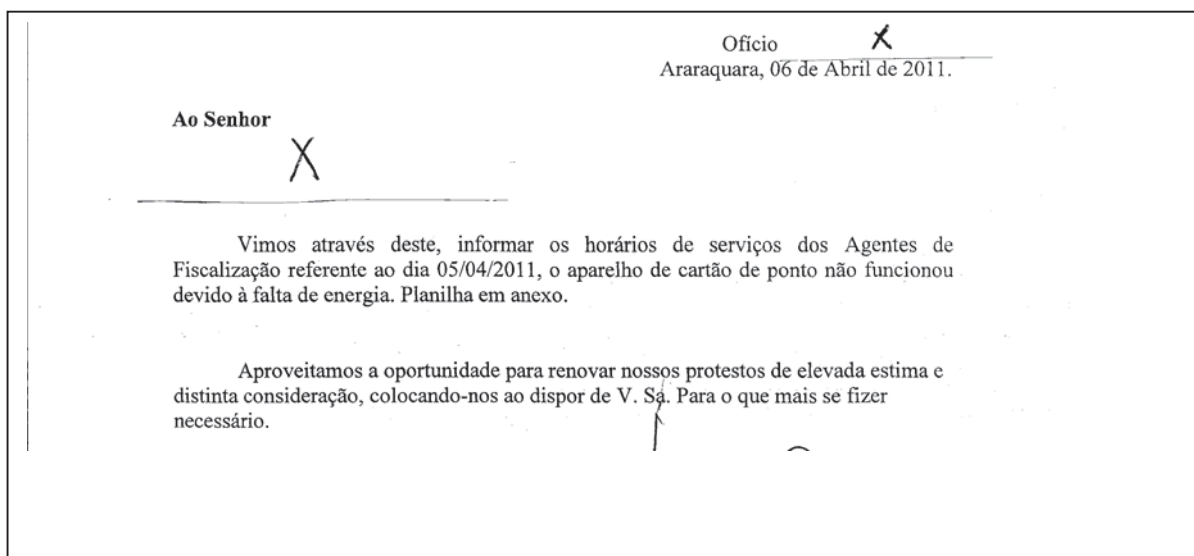 Ofício X
Araraquara, 06 de Abril de 2011.
Ao Senhor
X
Vimos através deste, informar os horários de serviços dos Agentes de
Fiscalização referente ao dia 05/04/2011, o aparelho de cartão de ponto não funcionou
devido à falta de energia. Planilha em anexo.
Aproveitamos a oportunidade para renovar nossos protestos de elevada estima e
distinta consideração, colocando-nos ao dispor de V. Sa. Para o que mais se fizer
necessário.